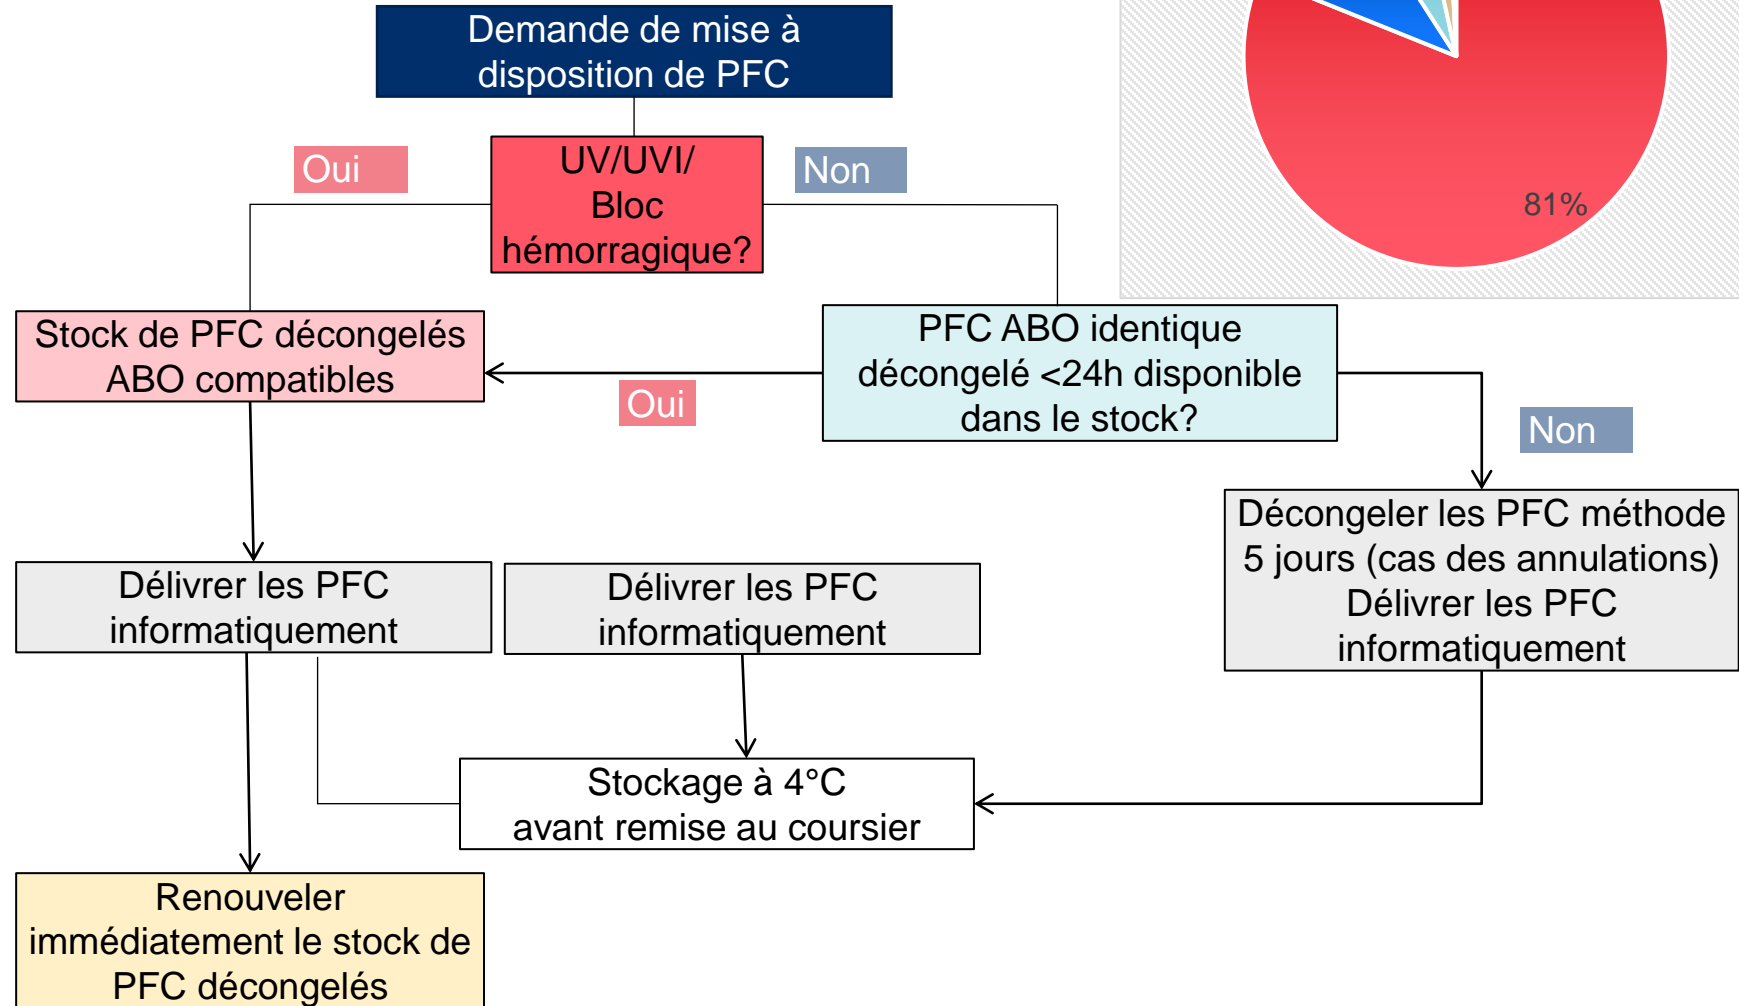 Demande de mise à
disposition de PFC
81%
Oui
UV/UVI/
Bloc
hémorragique?
Non
Stock de PFC décongelés
ABO compatibles
Oui
PFC ABO identique
décongelé <24h disponible
dans le stock?
Non
Délivrer les PFC
informatiquement
Délivrer les PFC
informatiquement
Décongeler les PFC méthode
5 jours (cas des annulations)
Délivrer les PFC
informatiquement
Stockage à 4°C
avant remise au coursier
Renouveler
immédiatement le stock de
PFC décongelés